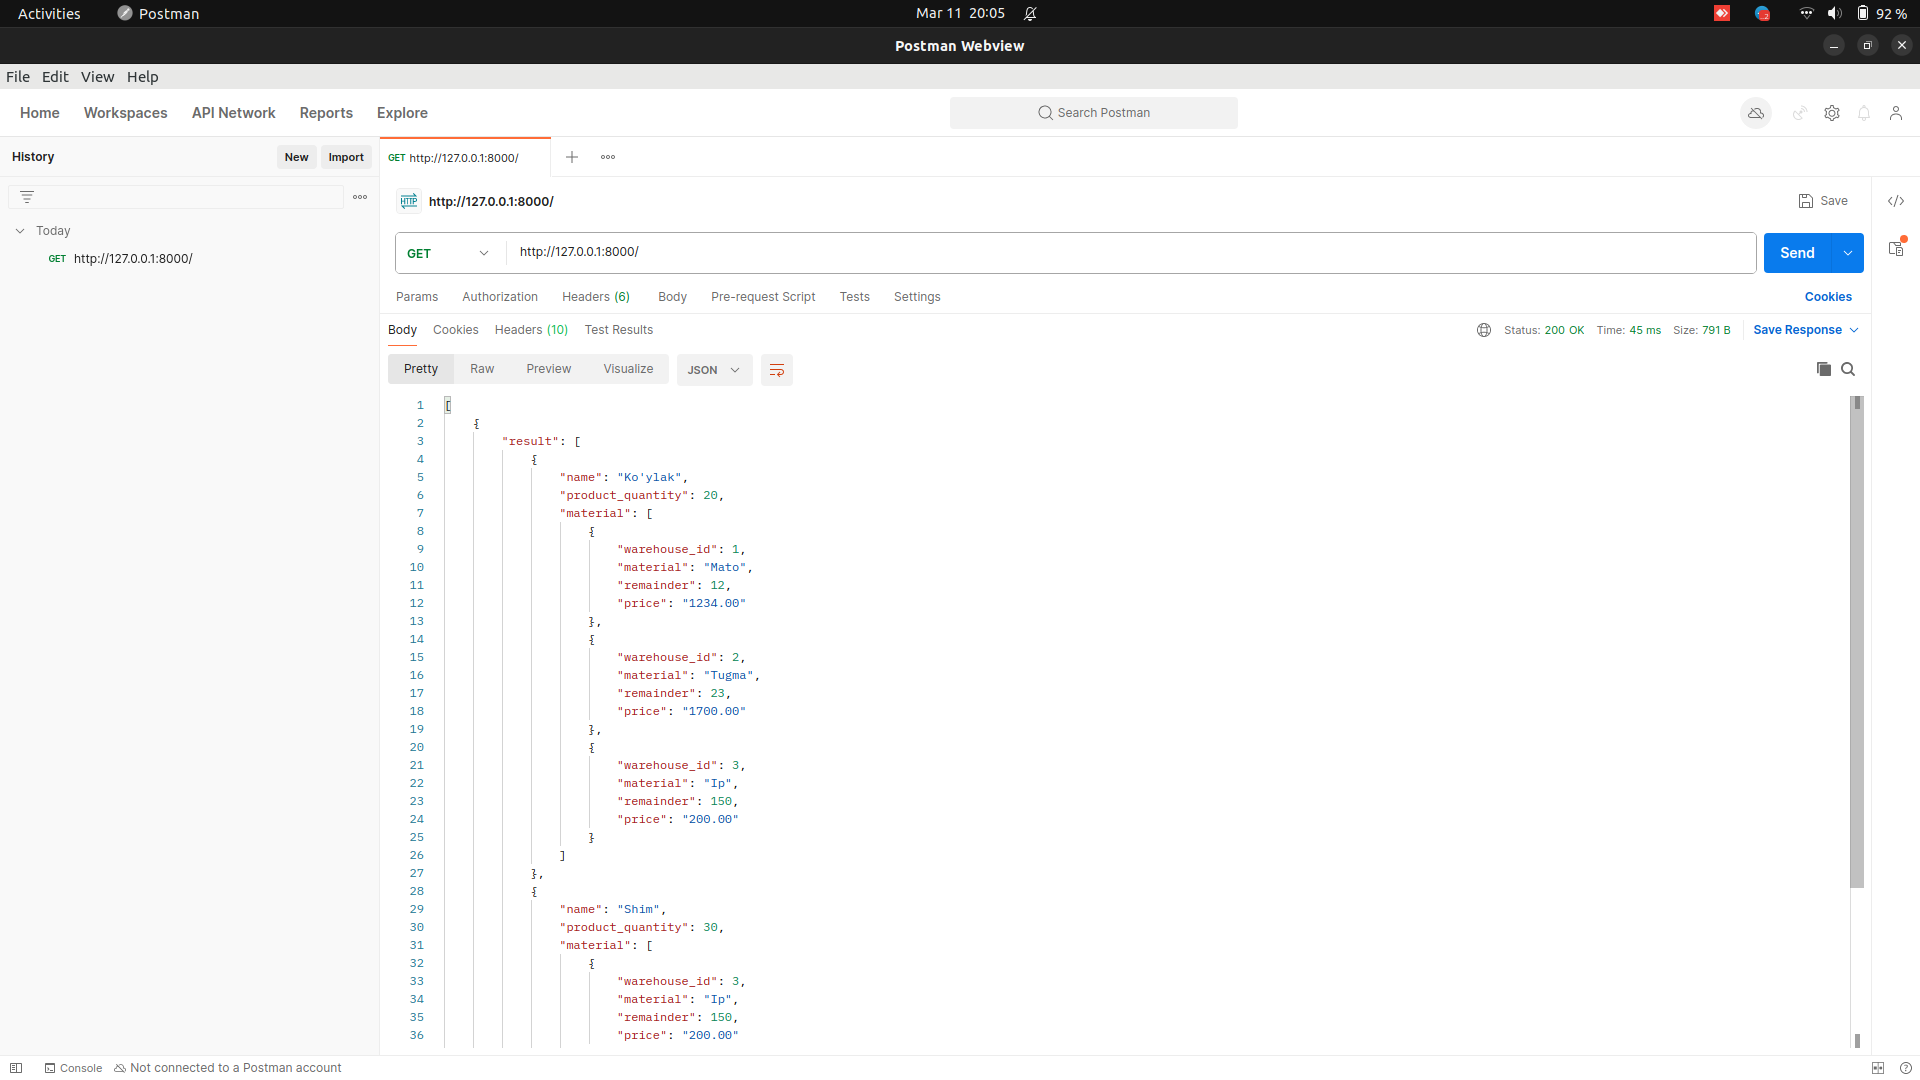 Activities Postman Mar 11 20:05 92 %
Postman Webview
File Edit View Help
Home Workspaces API Network Reports Explore Search Postman
History New Import
Today
GET http://127.0.0.1:8000/
GET http://127.0.0.1:8000/
HTTP http://127.0.0.1:8000/ Save
GET http://127.0.0.1:8000/ Send
Params Authorization Headers (6) Body Pre-request Script Tests Settings Cookies
Body Cookies Headers (10) Test Results Status: 200 OK Time: 45 ms Size: 791 B Save Response
Pretty Raw Preview Visualize JSON
1 [
2 {
3 "result": [
4 {
5 "name": "Ko'ylak",
6 "product_quantity": 20,
7 "material": [
8 {
9 "warehouse_id": 1,
10 "material": "Mato",
11 "remainder": 12,
12 "price": "1234.00"
13 },
14 {
15 "warehouse_id": 2,
16 "material": "Tugma",
17 "remainder": 23,
18 "price": "1700.00"
19 },
20 {
21 "warehouse_id": 3,
22 "material": "Ip",
23 "remainder": 150,
24 "price": "200.00"
25 }
26 ]
27 },
28 {
29 "name": "Shim",
30 "product_quantity": 30,
31 "material": [
32 {
33 "warehouse_id": 3,
34 "material": "Ip",
35 "remainder": 150,
36 "price": "200.00"
Console Not connected to a Postman account